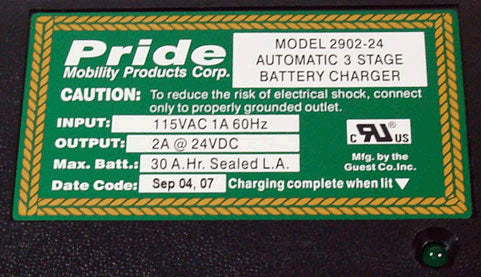 Pride
Mobility Products Corp.
MODEL 2902-24
AUTOMATIC 3 STAGE
BATTERY CHARGER
CAUTION: To reduce the risk of electrical shock, connect
only to properly grounded outlet.
INPUT: 115VAC 1A 60Hz
OUTPUT: 2A @ 24VDC
Max. Batt.: 30 A.Hr. Sealed L.A.
Date Code: Sep 04, 07
c RU US
Mfg. by the
Guest Co.Inc.
Charging complete when lit ▼